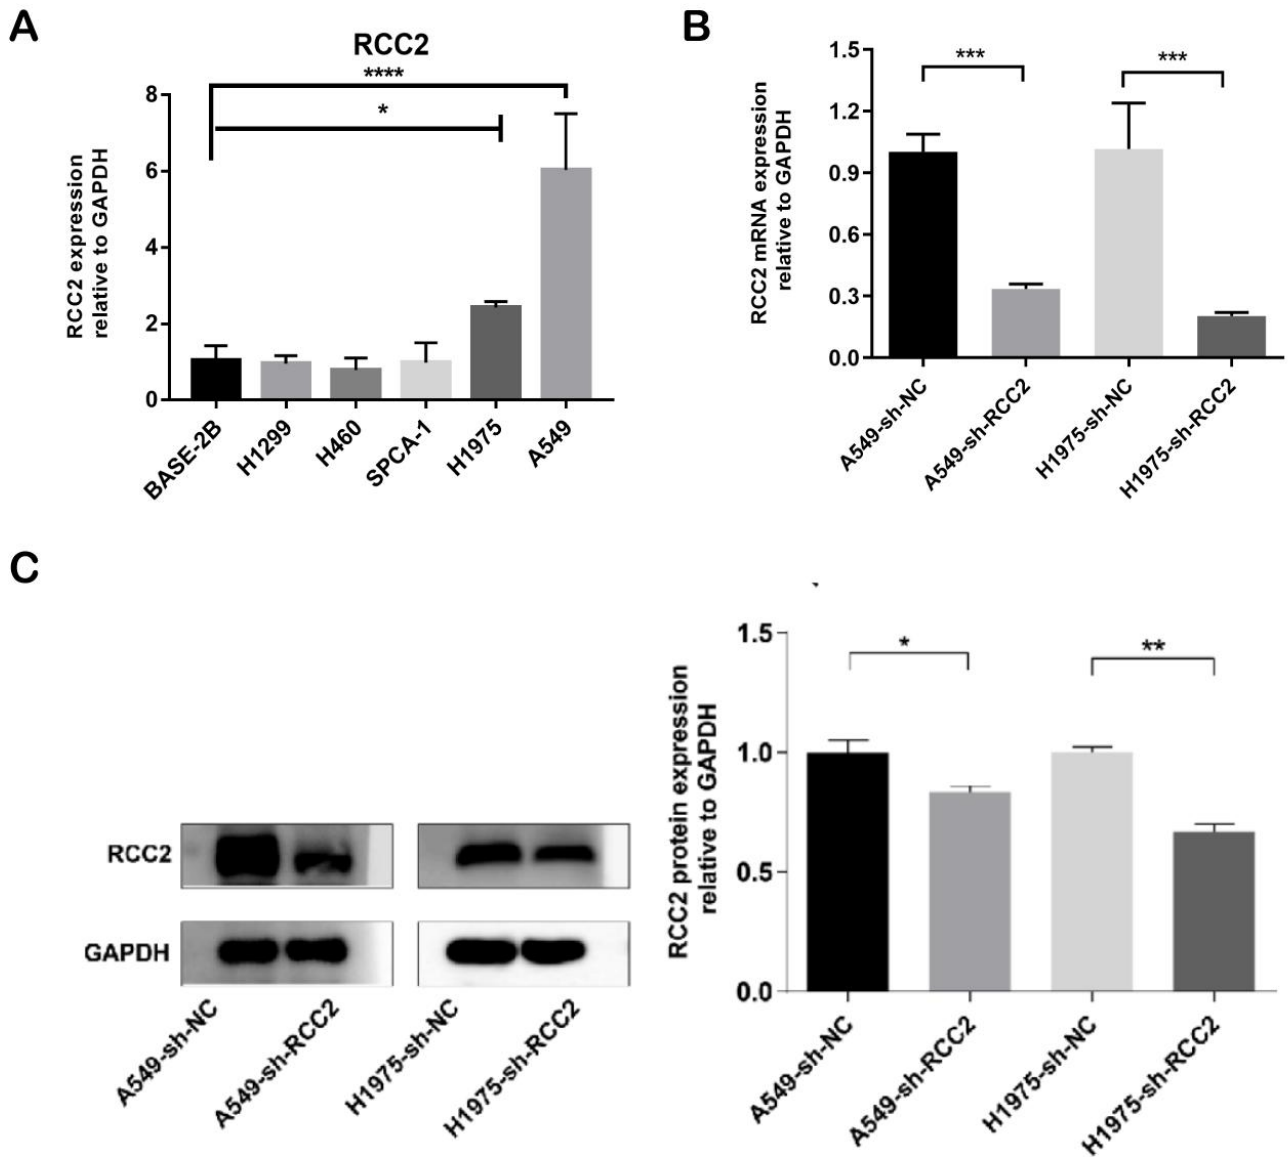 A
RCC2
****
*
RCC2 expression
relative to GAPDH
8
6
4
2
0
BASE-2B
H1299
H460
SPCA-1
H1975
A549
B
***
***
RCC2 mRNA expression
relative to GAPDH
1.5
1.2
0.9
0.6
0.3
0.0
A549-sh-NC
A549-sh-RCC2
H1975-sh-NC
H1975-sh-RCC2
C
RCC2
GAPDH
A549-sh-NC
A549-sh-RCC2
H1975-sh-NC
H1975-sh-RCC2
*
**
RCC2 protein expression
relative to GAPDH
1.5
1.0
0.5
0.0
A549-sh-NC
A549-sh-RCC2
H1975-sh-NC
H1975-sh-RCC2